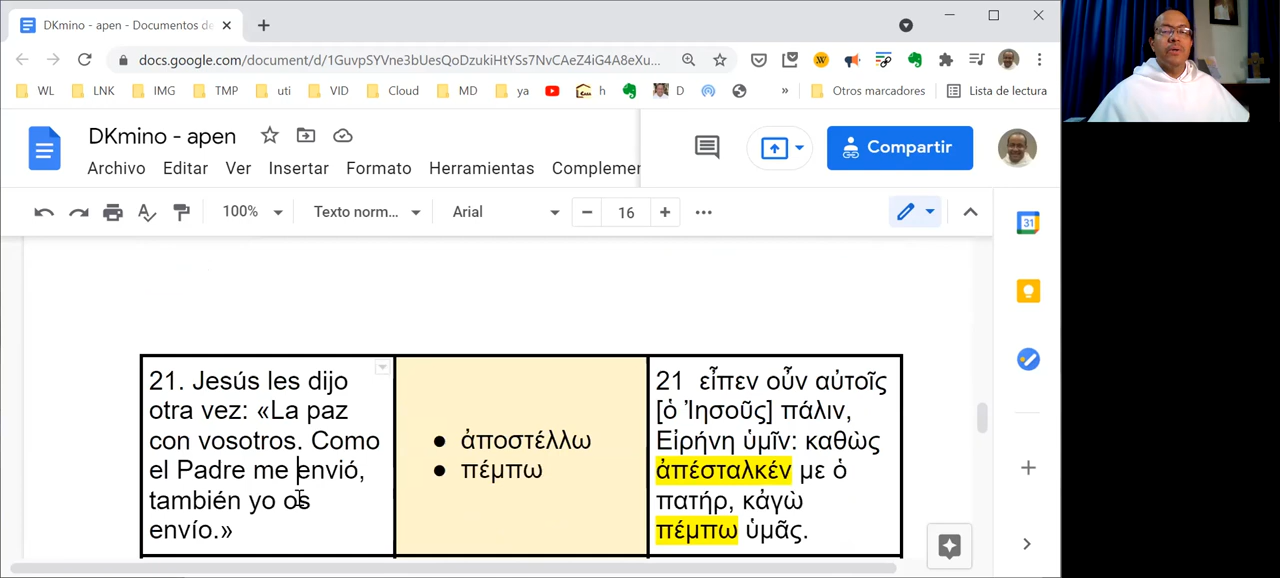 DKmino - apen - Documentos de
docs.google.com/document/d/1GuvpSYVne3bUesQoDzukiHtYSs7NvCAeZ4iG4A8eXu...
WL LNK IMG TMP uti VID Cloud MD ya h D » Otros marcadores Lista de lectura
DKmino - apen
Archivo Editar Ver Insertar Formato Herramientas Complemen
Compartir
100% Texto norm... Arial 16
31
21. Jesús les dijo
otra vez: «La paz
con vosotros. Como
el Padre me envió,
también yo os
envío.»
● ἀποστέλλω
● πέμπω
21 εἶπεν οὖν αὐτοῖς
[ὁ Ἰησοῦς] πάλιν,
Εἰρήνη ὑμῖν: καθὼς
ἀπέσταλκέν με ὁ
πατήρ, κἀγὼ
πέμπω ὑμᾶς.